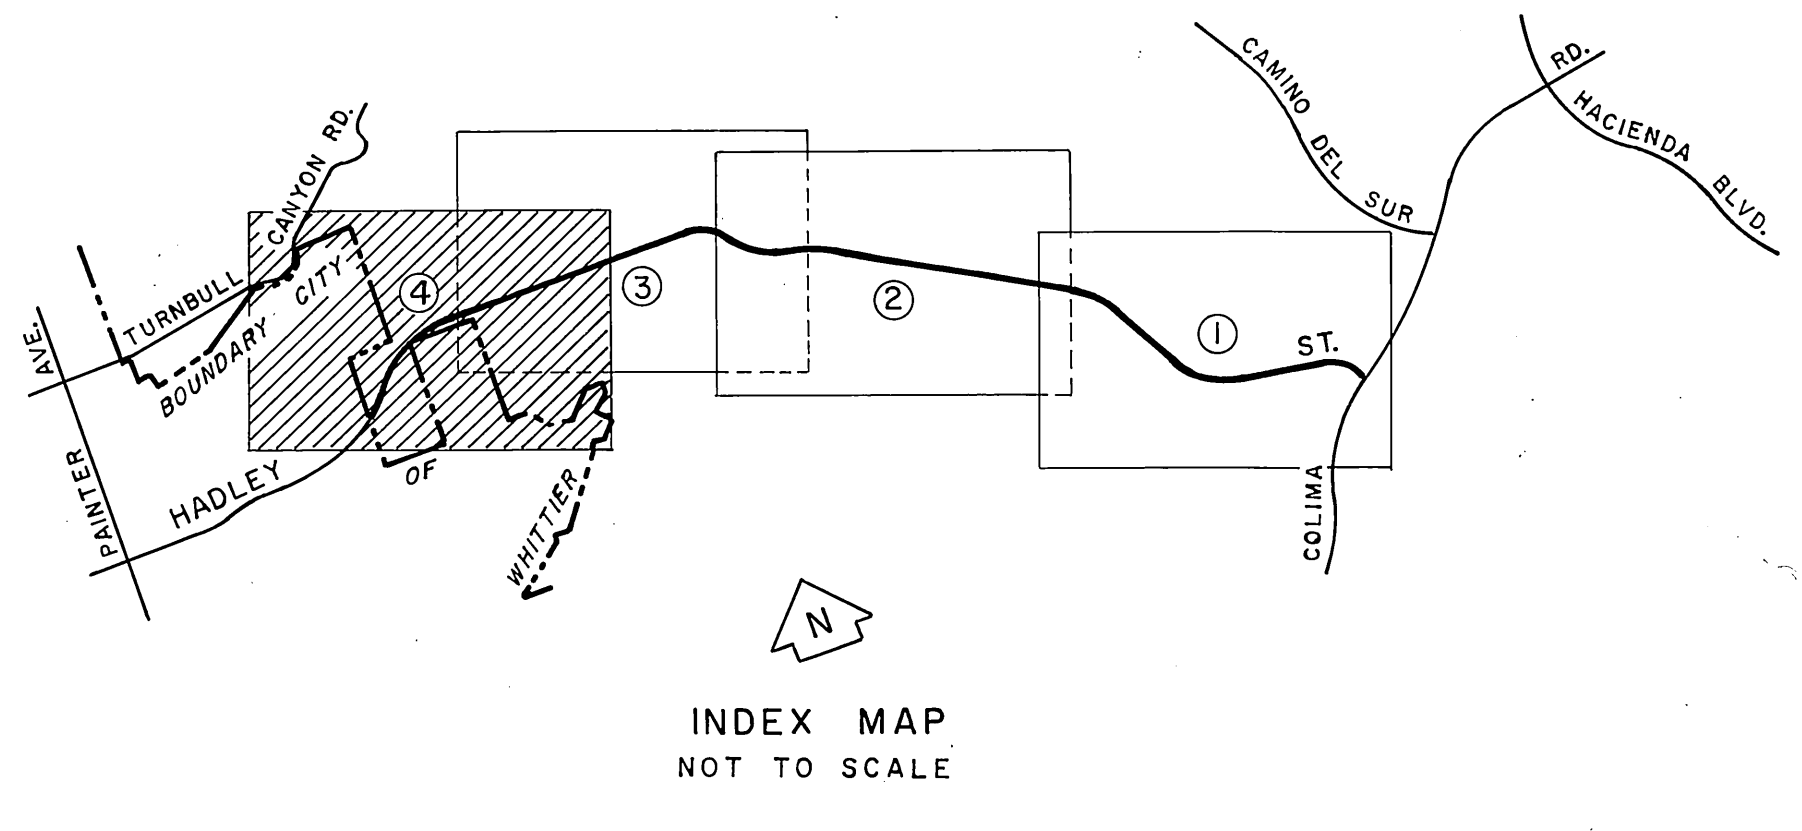 CAMINO DEL SUR
RD.
HACIENDA BLVD.
CANYON RD.
TURNBULL
CITY
BOUNDARY
AVE.
PAINTER
HADLEY
OF
WHITTIER
4
3
2
1
ST.
COLIMA
N
INDEX MAP
NOT TO SCALE